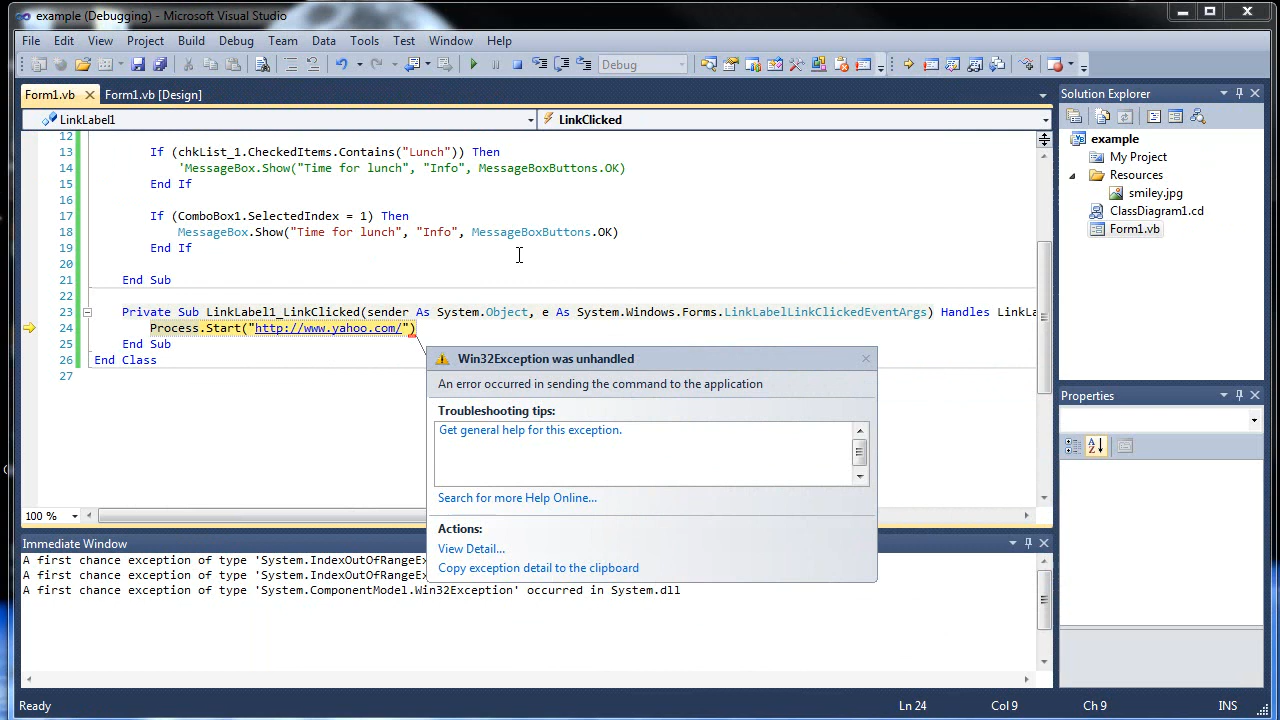 example (Debugging) - Microsoft Visual Studio
File Edit View Project Build Debug Team Data Tools Test Window Help
Debug
Form1.vb Form1.vb [Design]
LinkLabel1 LinkClicked
12
13 If (chkList_1.CheckedItems.Contains("Lunch")) Then
14 'MessageBox.Show("Time for lunch", "Info", MessageBoxButtons.OK)
15 End If
16
17 If (ComboBox1.SelectedIndex = 1) Then
18 MessageBox.Show("Time for lunch", "Info", MessageBoxButtons.OK)
19 End If
20
21 End Sub
22
23 Private Sub LinkLabel1_LinkClicked(sender As System.Object, e As System.Windows.Forms.LinkLabelLinkClickedEventArgs) Handles LinkLa
24 Process.Start("http://www.yahoo.com/")
25 End Sub
26 End Class
27
Win32Exception was unhandled
An error occurred in sending the command to the application
Troubleshooting tips:
Get general help for this exception.
Search for more Help Online...
Actions:
View Detail...
Copy exception detail to the clipboard
100 %
Immediate Window
A first chance exception of type 'System.IndexOutOfRangeEx
A first chance exception of type 'System.IndexOutOfRangeEx
A first chance exception of type 'System.ComponentModel.Win32Exception' occurred in System.dll
Solution Explorer
example
My Project
Resources
smiley.jpg
ClassDiagram1.cd
Form1.vb
Properties
Ready Ln 24 Col 9 Ch 9 INS